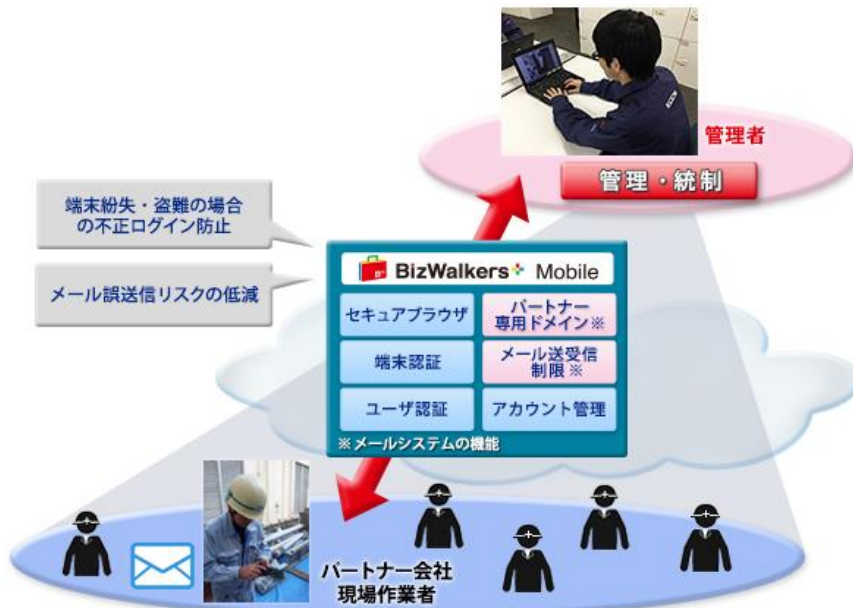 管理者
管理・統制
端末紛失・盗難の場合
の不正ログイン防止
メール誤送信リスクの低減
BizWalkers+ Mobile
セキュアブラウザ
パートナー
専用ドメイン※
端末認証
メール送受信
制限※
ユーザ認証
アカウント管理
※メールシステムの機能
パートナー会社
現場作業者